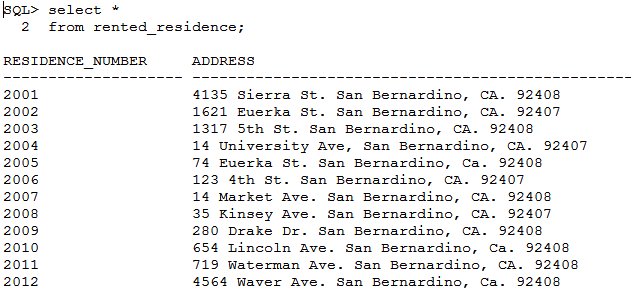 SQL> select *
  2  from rented_residence;
RESIDENCE_NUMBER     ADDRESS
-------------------- ------------------------------------------------
2001                 4135 Sierra St. San Bernardino, CA. 92408
2002                 1621 Euerka St. San Bernardino, CA. 92407
2003                 1317 5th St. San Bernardino, CA. 92408
2004                 14 University Ave, San Bernardino, CA. 92407
2005                 74 Euerka St. San Bernardino, Ca. 92408
2006                 123 4th St. San Bernardino, CA. 92407
2007                 14 Market Ave. San Bernardino, CA. 92408
2008                 35 Kinsey Ave. San Bernardino, CA. 92407
2009                 280 Drake Dr. San Bernardino, CA. 92408
2010                 654 Lincoln Ave. San Bernardino, Ca. 92408
2011                 719 Waterman Ave. San Bernardino, CA. 92408
2012                 4564 Waver Ave. San Bernardino, Ca. 92408